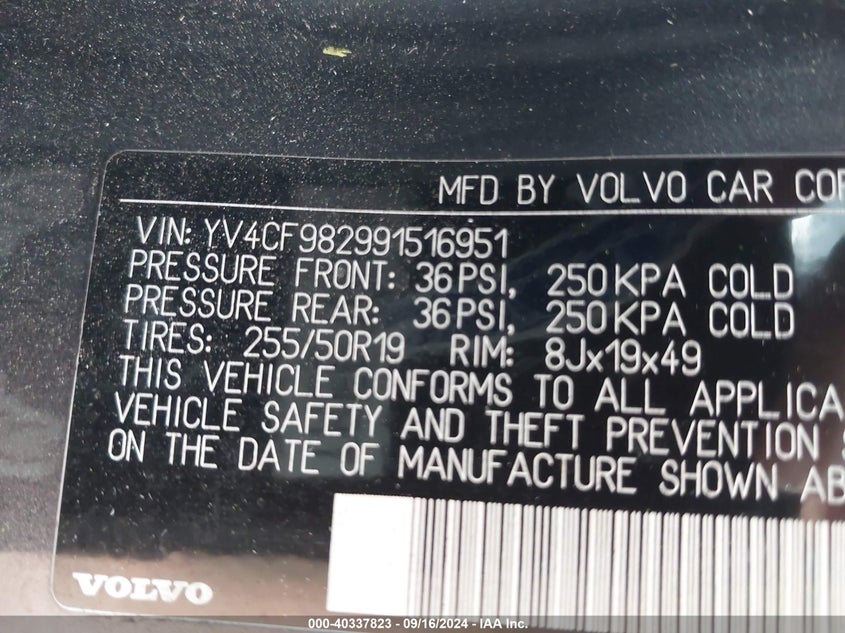 MFD BY VOLVO CAR COR
VIN: YV4CF982991516951
PRESSURE FRONT: 36PSI, 250KPA COLD
PRESSURE REAR: 36PSI, 250KPA COLD
TIRES: 255/50R19 RIM: 8Jx19x49
THIS VEHICLE CONFORMS TO ALL APPLICA
VEHICLE SAFETY AND THEFT PREVENTION S
ON THE DATE OF MANUFACTURE SHOWN AB
VOLVO
000-40337823 - 09/16/2024 - IAA Inc.